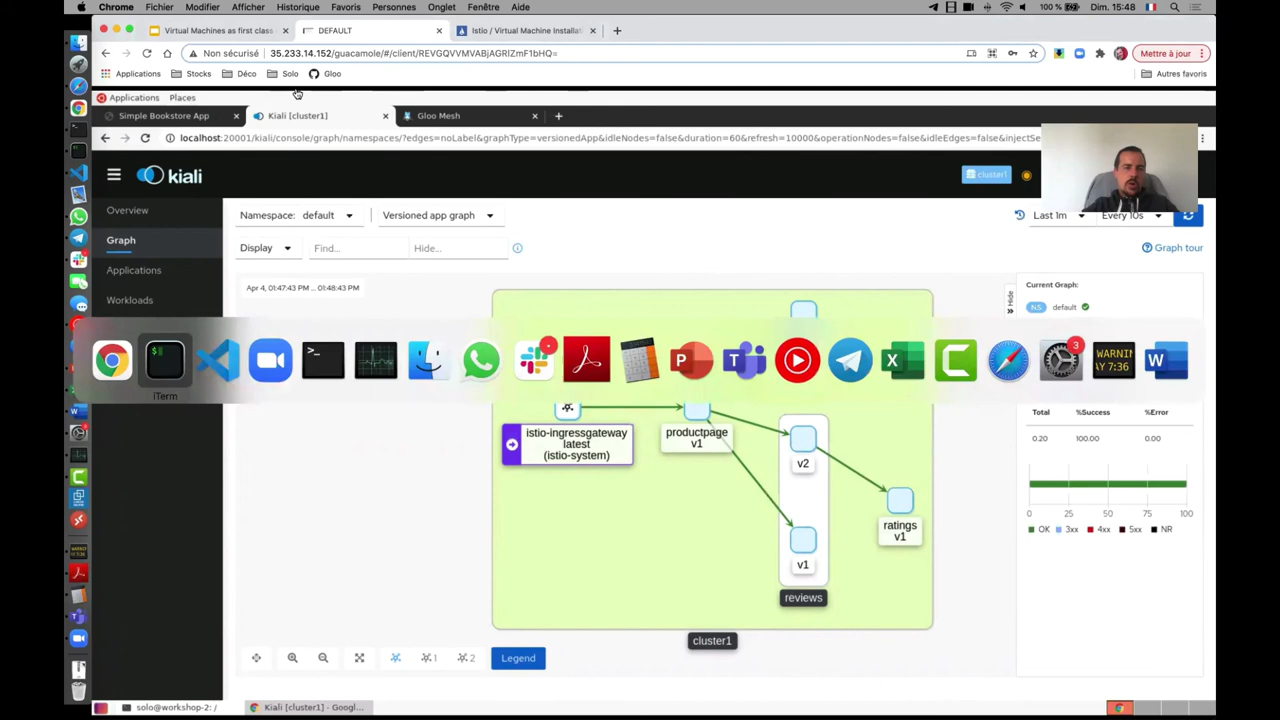 Chrome Fichier Modifier Afficher Historique Favoris Personnes Onglet Fenêtre Aide 100 % Dim. 15:48
Virtual Machines as first class DEFAULT Istio / Virtual Machine Installat
Non sécurisé 35.233.14.152/guacamole/#/client/REVGQVVMVABjAGRIZmF1bHQ= Mettre à jour
Applications Stocks Déco Solo Gloo Autres favoris
Applications Places
Simple Bookstore App Kiali [cluster1] Gloo Mesh
localhost:20001/kiali/console/graph/namespaces/?edges=noLabel&graphType=versionedApp&idleNodes=false&duration=60&refresh=10000&operationNodes=false&idleEdges=false&injectSe
kiali cluster1
Overview
Namespace: default Versioned app graph Last 1m Every 10s
Graph
Display Find... Hide... Graph tour
Applications
Apr 4, 01:47:43 PM ... 01:48:43 PM Hide Current Graph:
Workloads
NS default
3
WARNIN
AY 7:36
iTerm
Total %Success %Error
0.20 100.00 0.00
istio-ingressgateway
latest
(istio-system)
productpage
v1
v2
ratings
v1
v1
0 25 50 75 100
OK 3xx 4xx 5xx NR
reviews
cluster1
1 2 Legend
solo@workshop-2: / Kiali [cluster1] - Googl...